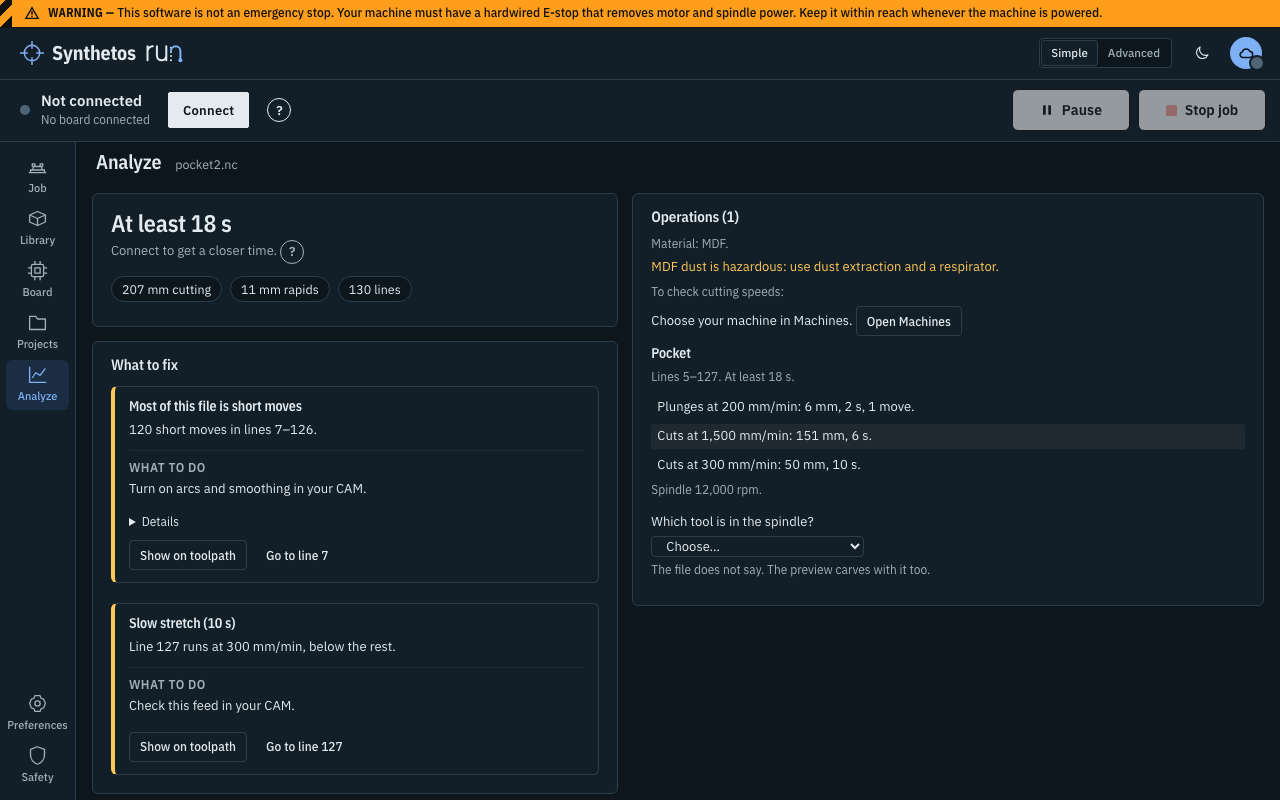 WARNING — This software is not an emergency stop. Your machine must have a hardwired E-stop that removes motor and spindle power. Keep it within reach whenever the machine is powered.
Synthetos run
Simple Advanced
Not connected
No board connected
Connect
?
Pause
Stop job
Job
Library
Board
Projects
Analyze
Preferences
Safety
Analyze pocket2.nc
At least 18 s
Connect to get a closer time. ?
207 mm cutting 11 mm rapids 130 lines
What to fix
Most of this file is short moves
120 short moves in lines 7–126.
WHAT TO DO
Turn on arcs and smoothing in your CAM.
Details
Show on toolpath Go to line 7
Slow stretch (10 s)
Line 127 runs at 300 mm/min, below the rest.
WHAT TO DO
Check this feed in your CAM.
Show on toolpath Go to line 127
Operations (1)
Material: MDF.
MDF dust is hazardous: use dust extraction and a respirator.
To check cutting speeds:
Choose your machine in Machines. Open Machines
Pocket
Lines 5–127. At least 18 s.
Plunges at 200 mm/min: 6 mm, 2 s, 1 move.
Cuts at 1,500 mm/min: 151 mm, 6 s.
Cuts at 300 mm/min: 50 mm, 10 s.
Spindle 12,000 rpm.
Which tool is in the spindle?
Choose...
The file does not say. The preview carves with it too.